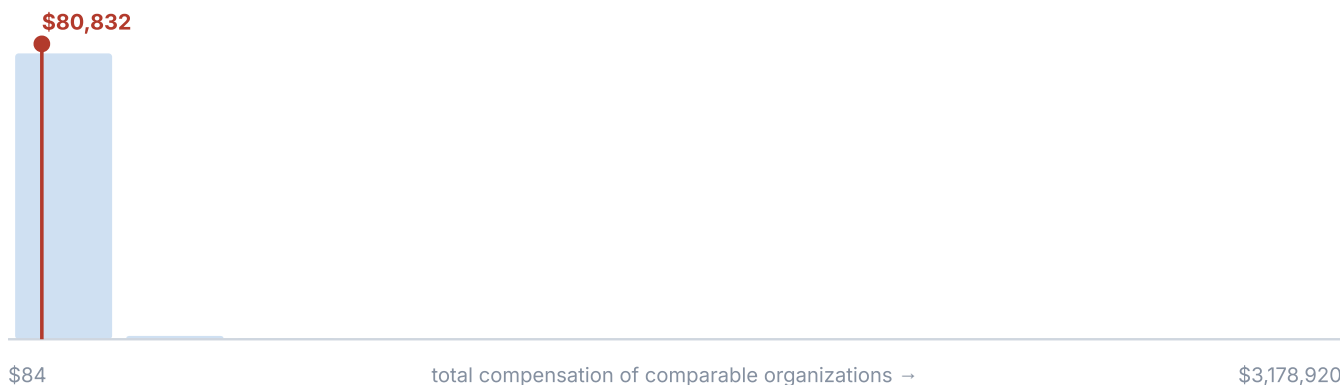 $80,832
$84 total compensation of comparable organizations → $3,178,920